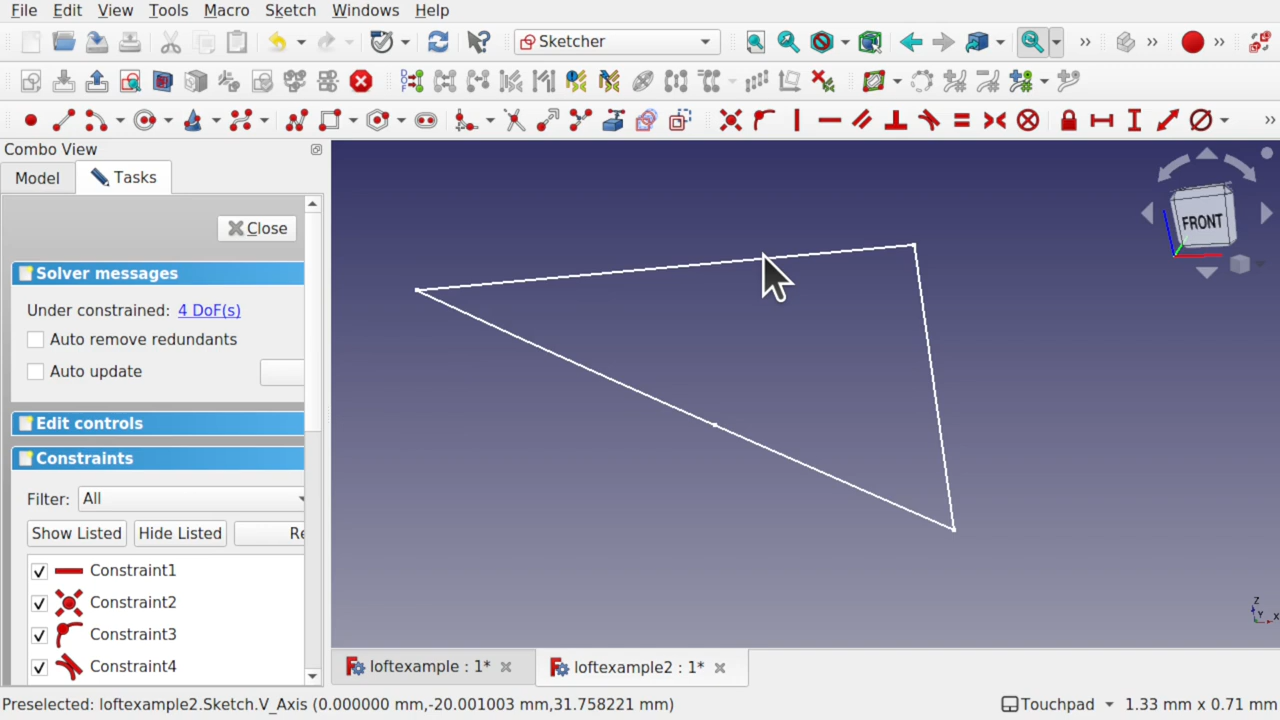 File Edit View Tools Macro Sketch Windows Help
Sketcher
Combo View
Model Tasks
Close
FRONT
Solver messages
Under constrained: 4 DoF(s)
Auto remove redundants
Auto update
Edit controls
Constraints
Filter: All
Show Listed Hide Listed Re
Constraint1
Constraint2
Constraint3
Constraint4
Z
Y X
loftexample : 1* loftexample2 : 1*
Preselected: loftexample2.Sketch.V_Axis (0.000000 mm,-20.001003 mm,31.758221 mm) Touchpad 1.33 mm x 0.71 mm